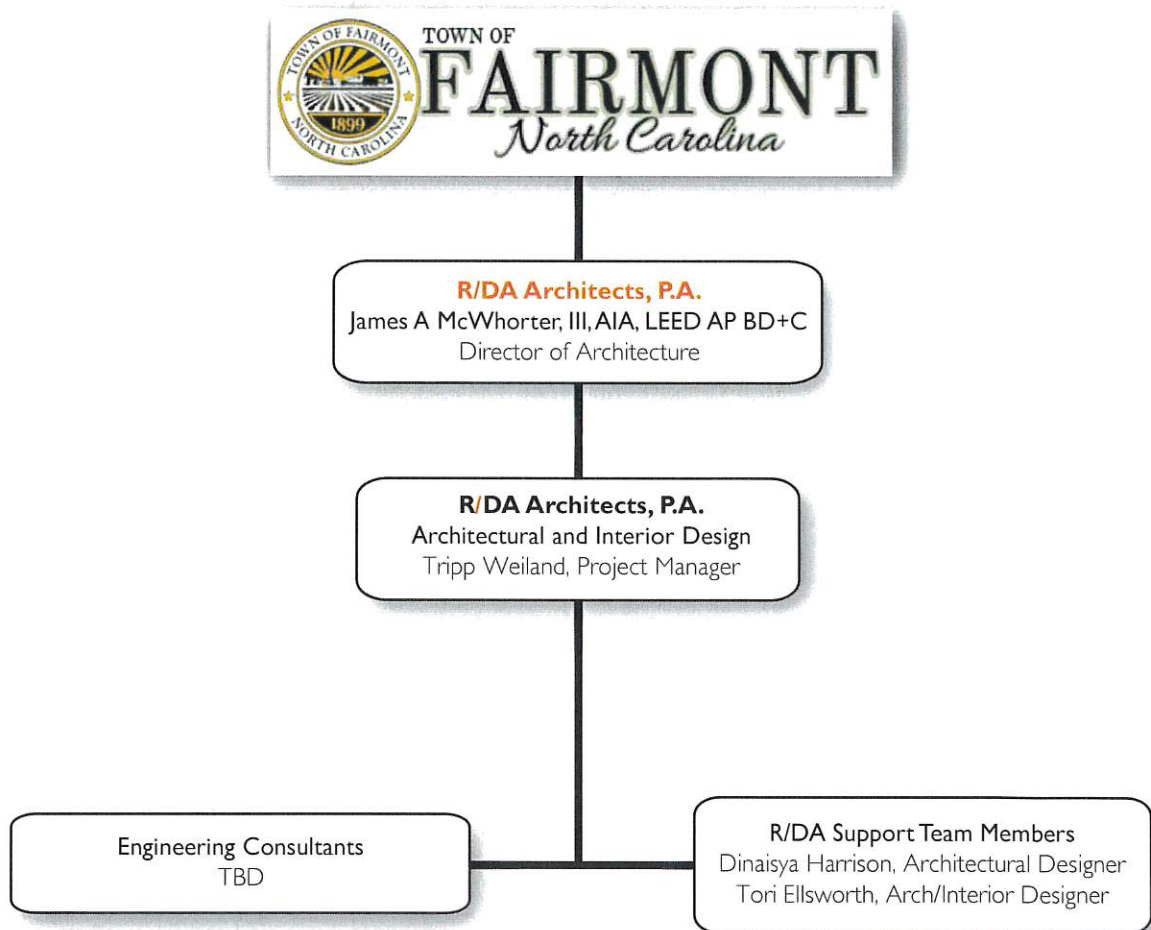 TOWN OF FAIRMONT
1899
NORTH CAROLINA
TOWN OF
FAIRMONT
North Carolina
R/DA Architects, P.A.
James A McWhorter, III, AIA, LEED AP BD+C
Director of Architecture
R/DA Architects, P.A.
Architectural and Interior Design
Tripp Weiland, Project Manager
Engineering Consultants
TBD
R/DA Support Team Members
Dinaisya Harrison, Architectural Designer
Tori Ellsworth, Arch/Interior Designer